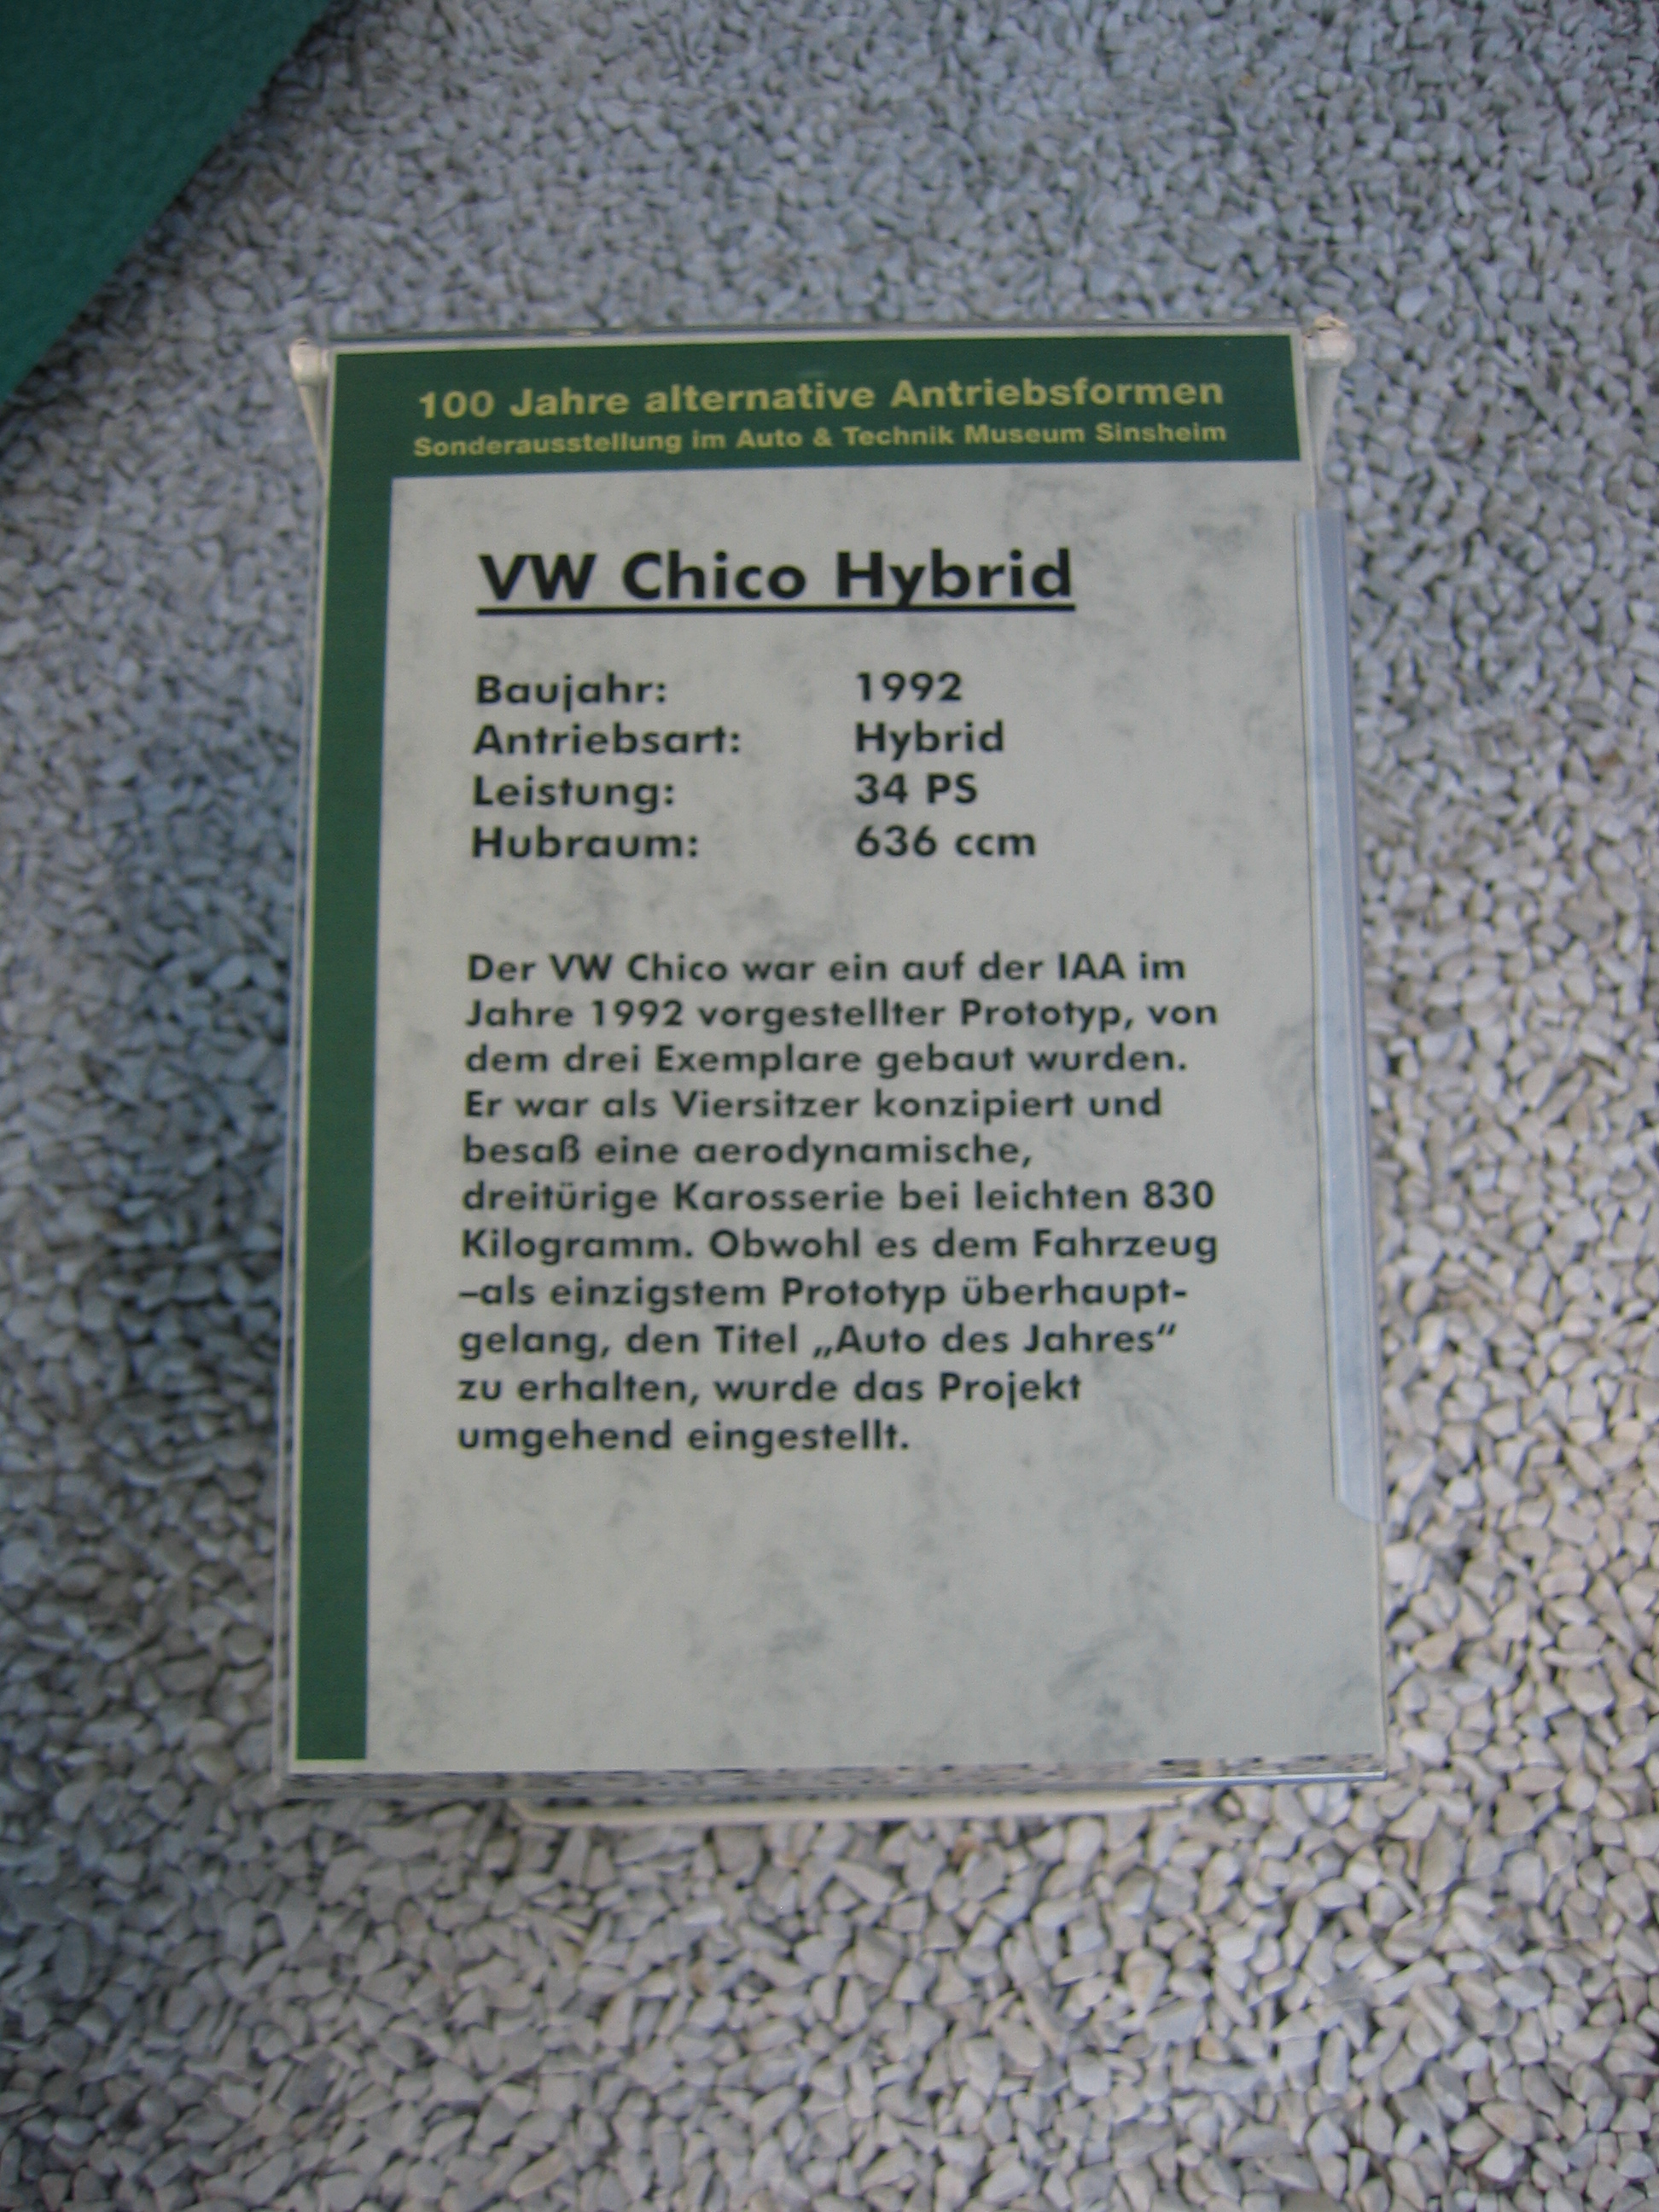 100 Jahre alternative Antriebsformen
Sonderausstellung im Auto & Technik Museum Sinsheim
VW Chico Hybrid
Baujahr: 1992
Antriebsart: Hybrid
Leistung: 34 PS
Hubraum: 636 ccm
Der VW Chico war ein auf der IAA im
Jahre 1992 vorgestellter Prototyp, von
dem drei Exemplare gebaut wurden.
Er war als Viersitzer konzipiert und
besaß eine aerodynamische,
dreitürige Karosserie bei leichten 830
Kilogramm. Obwohl es dem Fahrzeug
–als einzigstem Prototyp überhaupt-
gelang, den Titel „Auto des Jahres“
zu erhalten, wurde das Projekt
umgehend eingestellt.